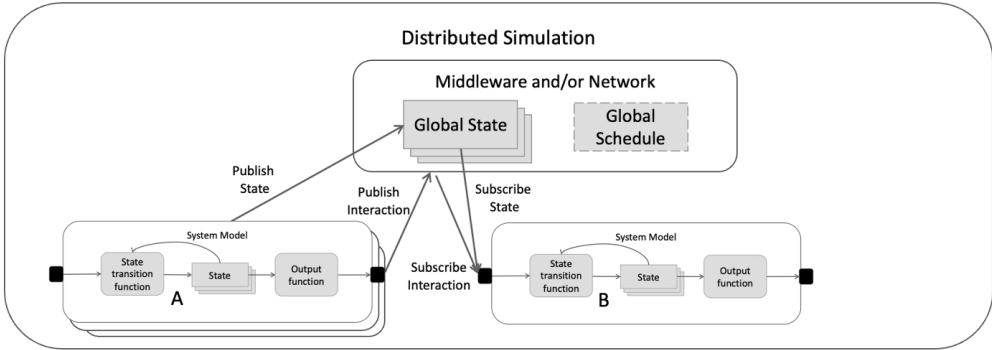 Distributed Simulation
Middleware and/or Network
Global State
Global
Schedule
Publish
State
Publish
Interaction
Subscribe
State
Subscribe
Interaction
System Model
State
transition
function
State
Output
function
A
System Model
State
transition
function
State
Output
function
B